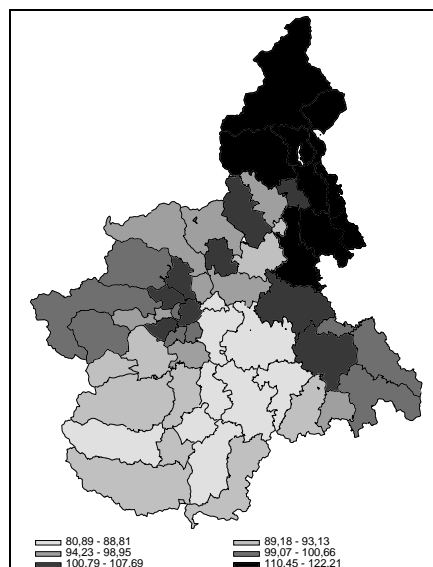 80,89 - 88,81
89,18 - 93,13
94,23 - 98,95
99,07 - 100,66
100,79 - 107,69
110,45 - 122,21